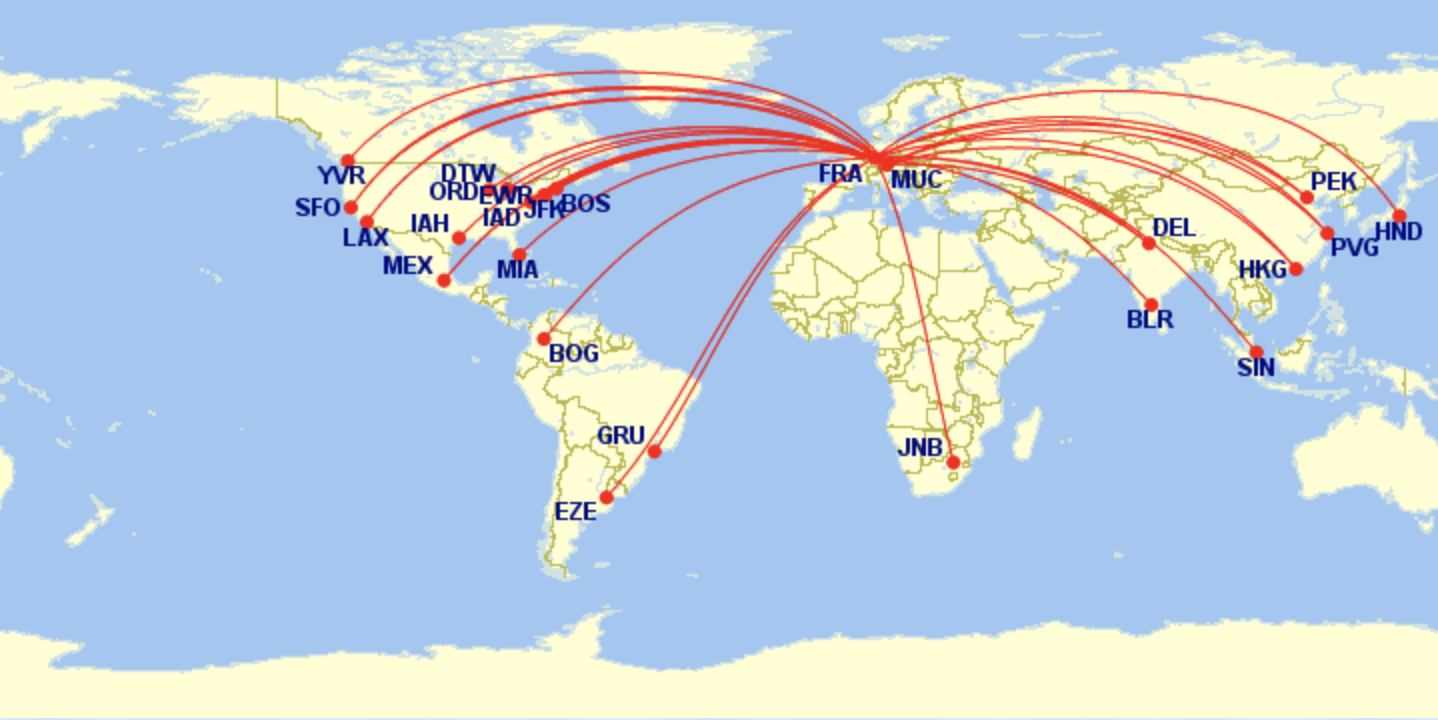 DTW
FRA
MUC
PEK
YVR
ORD
EWR
JFK
BOS
SFO
IAH
IAD
LAX
DEL
HND
PVG
MEX
MIA
HKG
BLR
BOG
SIN
GRU
JNB
EZE